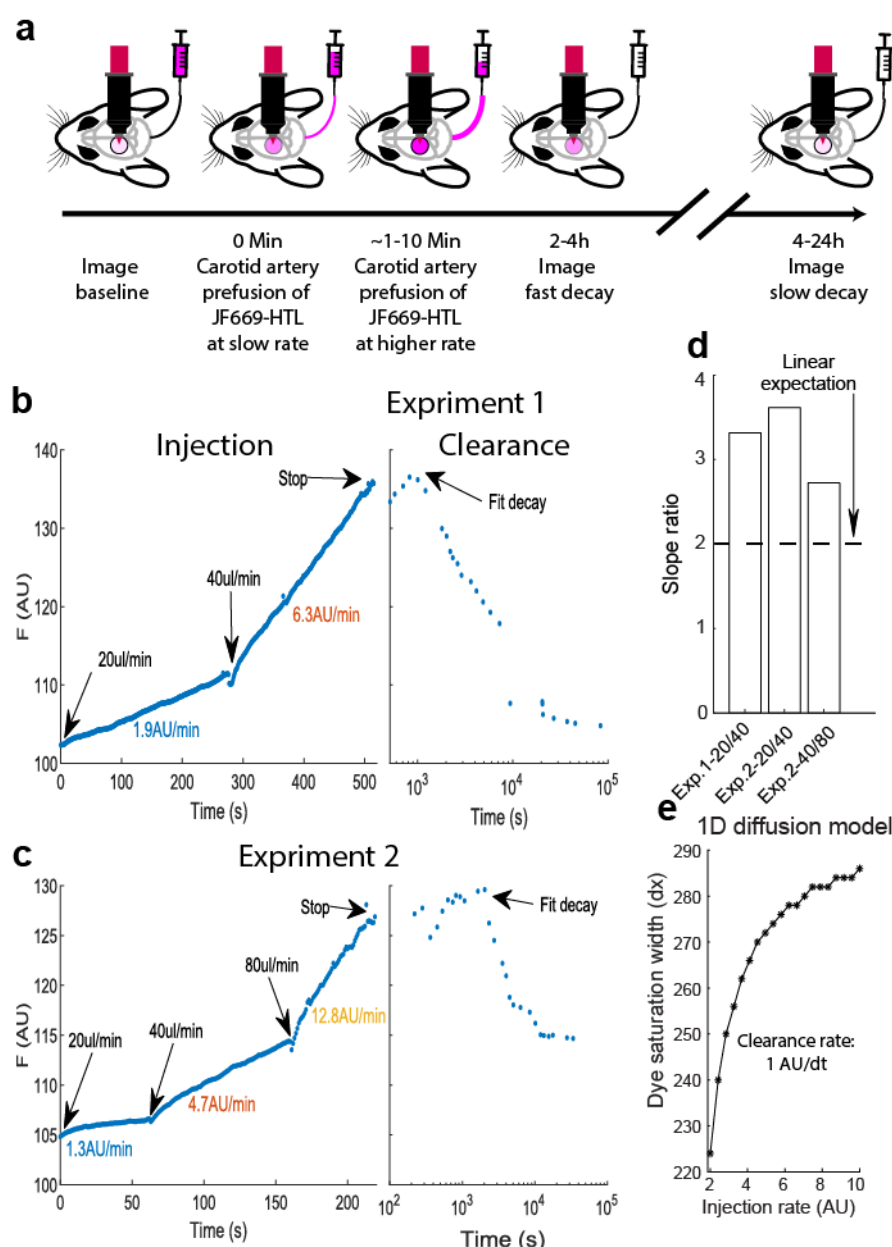 a
0 Min
~1-10 Min
2-4h
4-24h
Image
baseline
Carotid artery
prefusion of
JF669-HTL
at slow rate
Carotid artery
prefusion of
JF669-HTL
at higher rate
Image
fast decay
Image
slow decay
b
Expriment 1
Injection
Clearance
F (AU)
140
130
120
110
100
0
100
200
300
400
500
Time (s)
20ul/min
40ul/min
Stop
1.9AU/min
6.3AU/min
Fit decay
10³
10⁴
10⁵
Time (s)
c
Expriment 2
F (AU)
130
125
120
115
110
105
100
0
50
100
150
200
Time (s)
20ul/min
40ul/min
80ul/min
Stop
1.3AU/min
4.7AU/min
12.8AU/min
Fit decay
10²
10³
10⁴
10⁵
Time (s)
d
Linear
expectation
Slope ratio
4
3
2
1
0
Exp.1-20/40
Exp.2-20/40
Exp.2-40/80
e
1D diffusion model
Dye saturation width (dx)
290
280
270
260
250
240
230
220
Clearance rate:
1 AU/dt
2
4
6
8
10
Injection rate (AU)